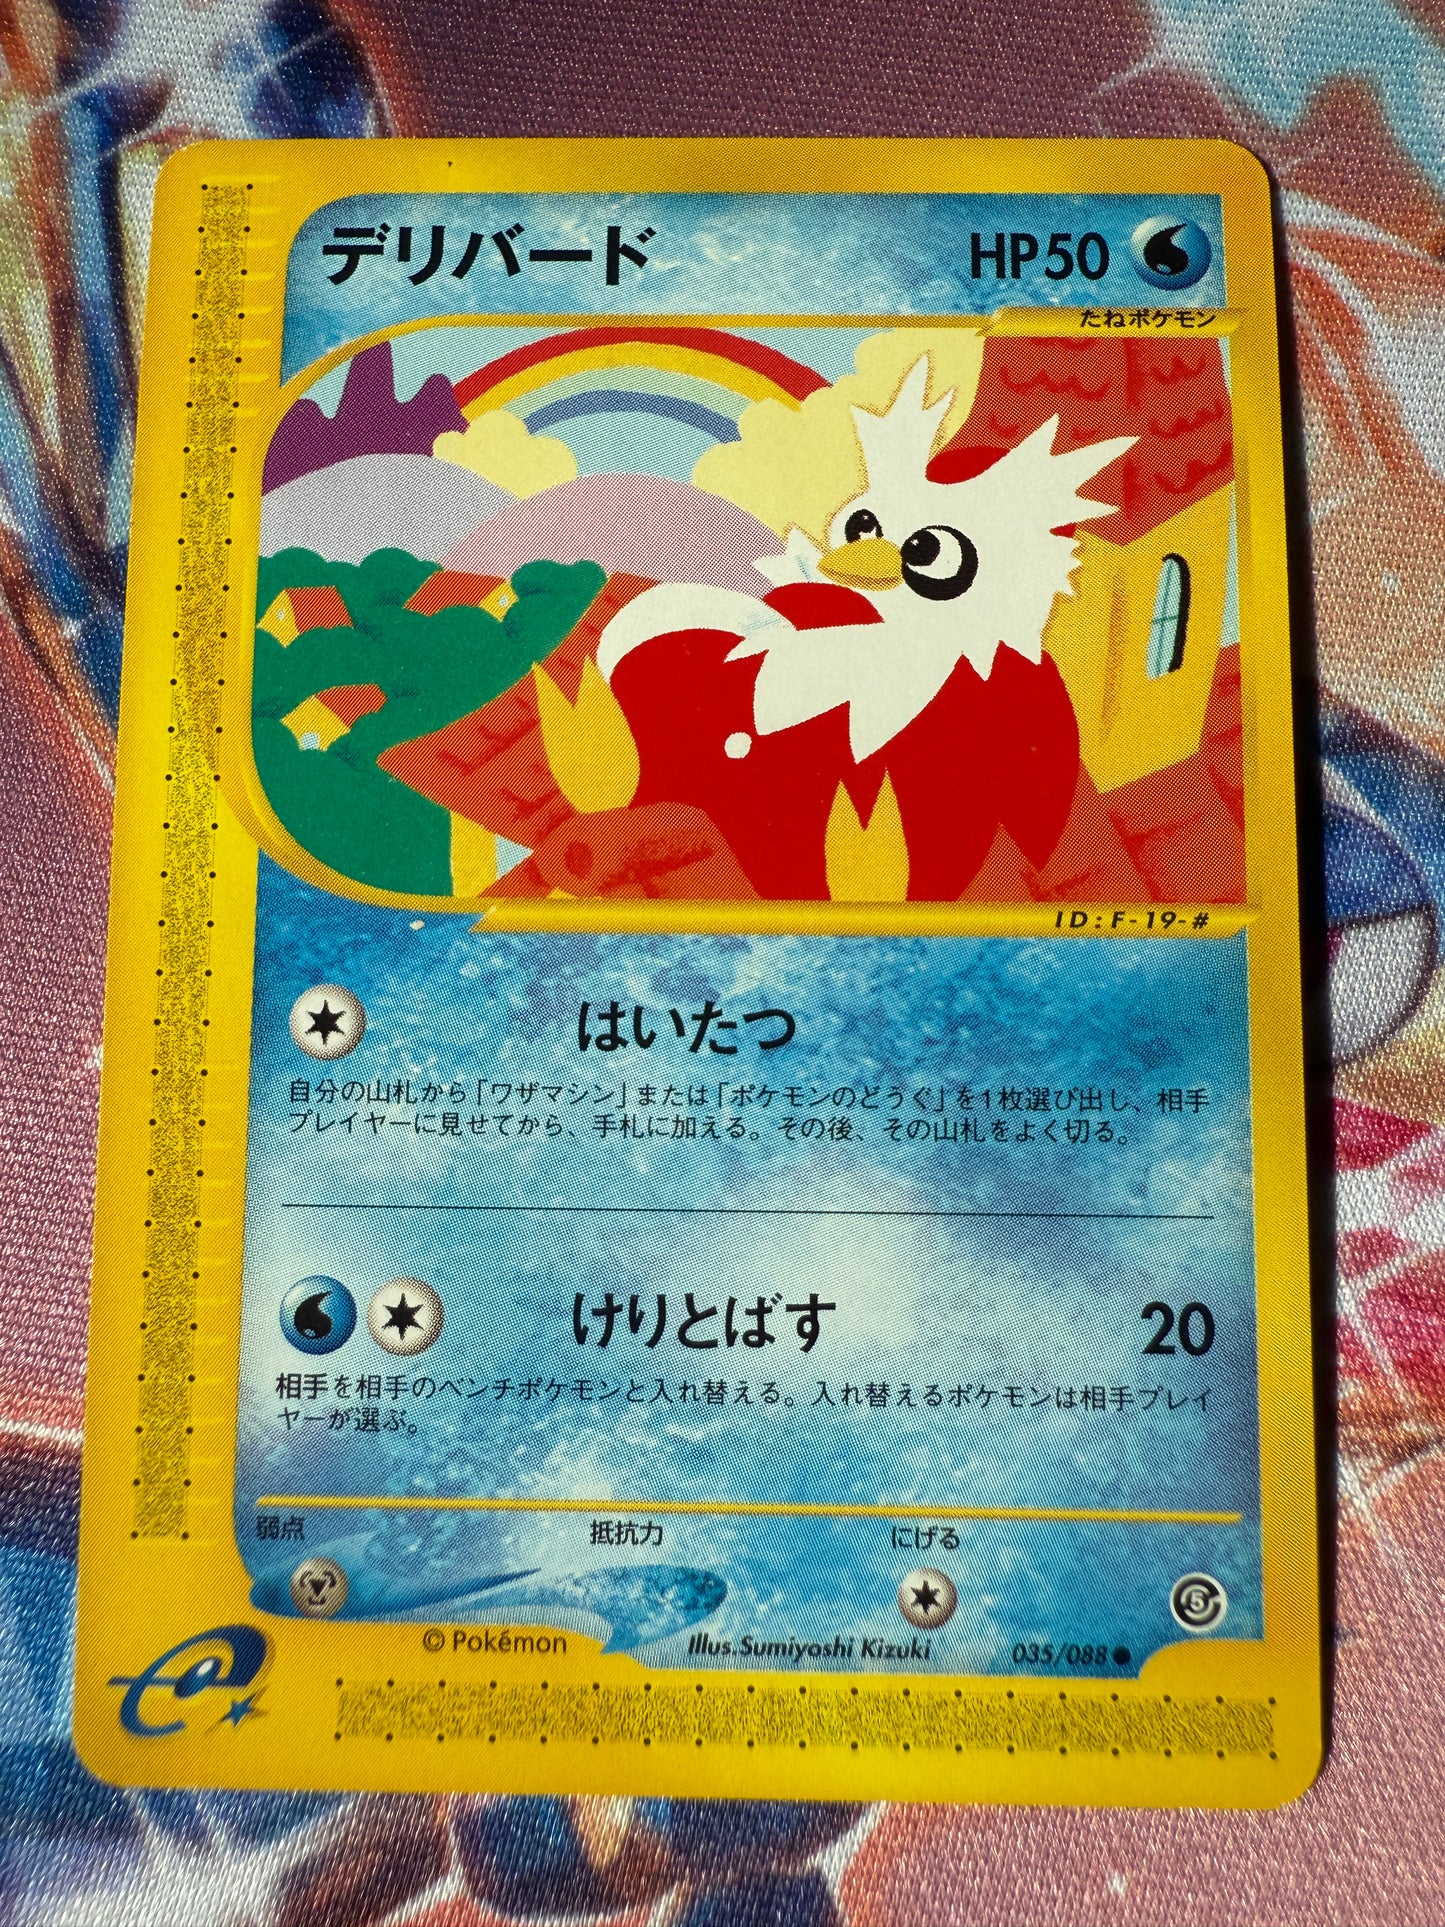 デリバード HP50
たねポケモン
ID:F-19-#
はいたつ
自分の山札から「ワザマシン」または「ポケモンのどうぐ」を1枚選び出し、相手
プレイヤーに見せてから、手札に加える。その後、その山札をよく切る。
けりとばす 20
相手を相手のベンチポケモンと入れ替える。入れ替えるポケモンは相手プレイ
ヤーが選ぶ。
弱点 抵抗力 にげる
5
© Pokémon Illus.Sumiyoshi Kizuki 035/088 ●
e